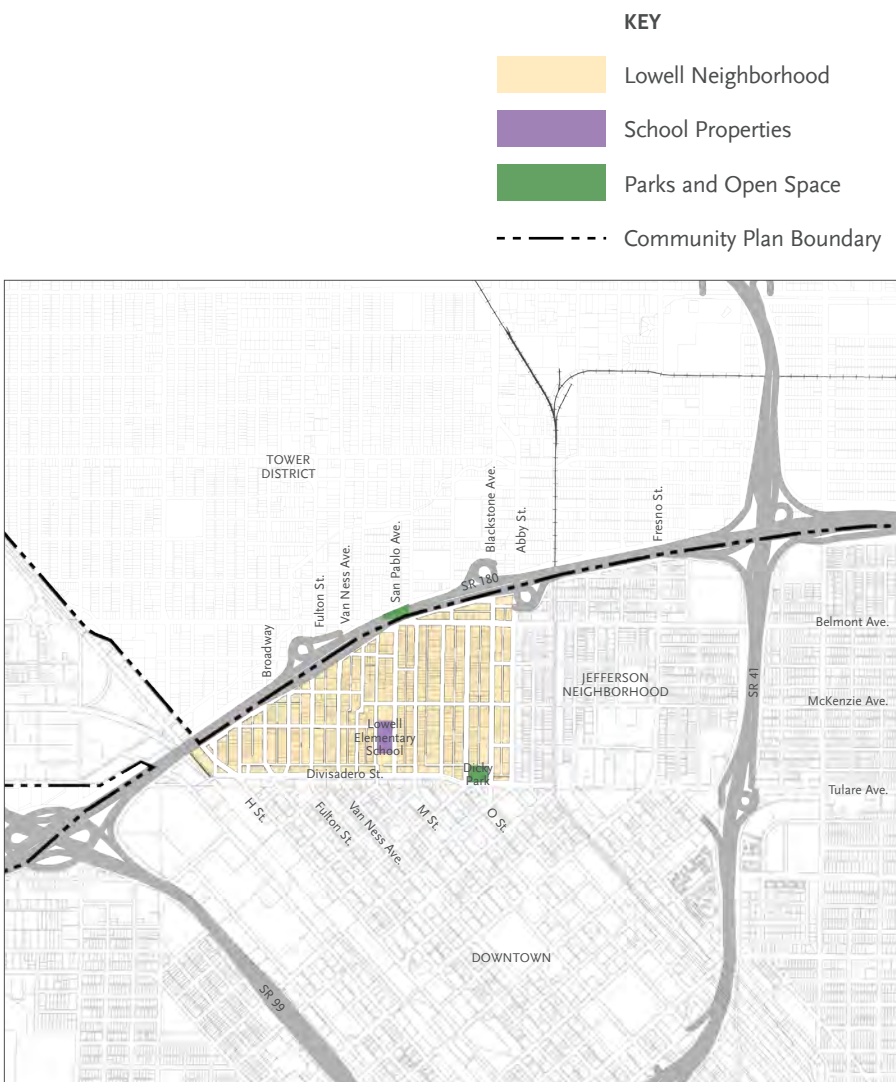 KEY
Lowell Neighborhood
School Properties
Parks and Open Space
Community Plan Boundary
TOWER
DISTRICT
Broadway
Fulton St.
Van Ness Ave.
San Pablo Ave.
Blackstone Ave.
Abby St.
Fresno St.
SR 180
Belmont Ave.
JEFFERSON
NEIGHBORHOOD
SR 41
McKenzie Ave.
Lowell
Elementary
School
Divisadero St.
Dicky
Park
Tulare Ave.
H St.
Fulton St.
Van Ness Ave.
M St.
O St.
DOWNTOWN
SR 99